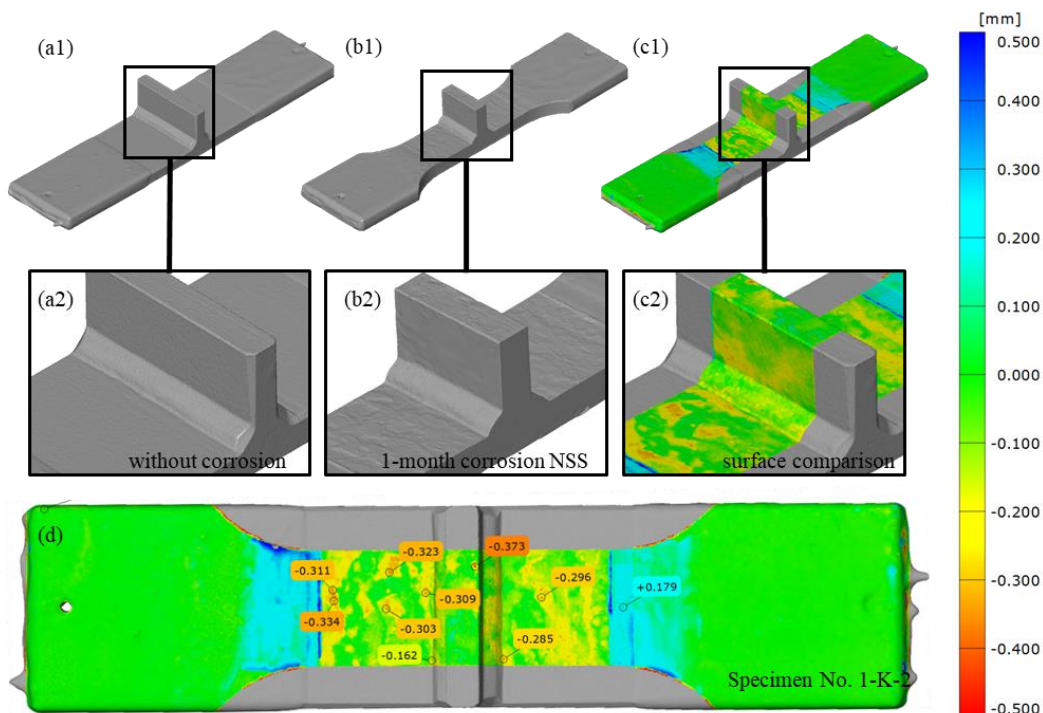 [mm]
(a1)
(b1)
(c1)
0.500
0.400
0.300
0.200
0.100
0.000
-0.100
-0.200
-0.300
-0.400
-0.500
(a2)
without corrosion
(b2)
1-month corrosion NSS
(c2)
surface comparison
(d)
-0.323
-0.373
-0.311
-0.309
-0.296
+0.179
-0.334
-0.303
-0.162
-0.285
Specimen No. 1-K-2